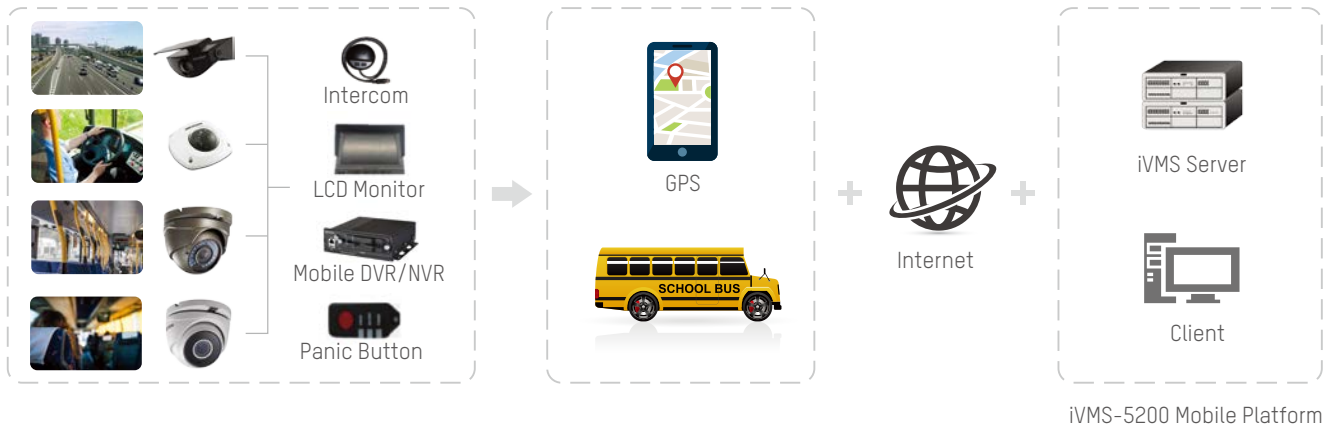 Intercom
LCD Monitor
Mobile DVR/NVR
Panic Button
GPS
SCHOOL BUS
Internet
iVMS Server
Client
iVMS-5200 Mobile Platform